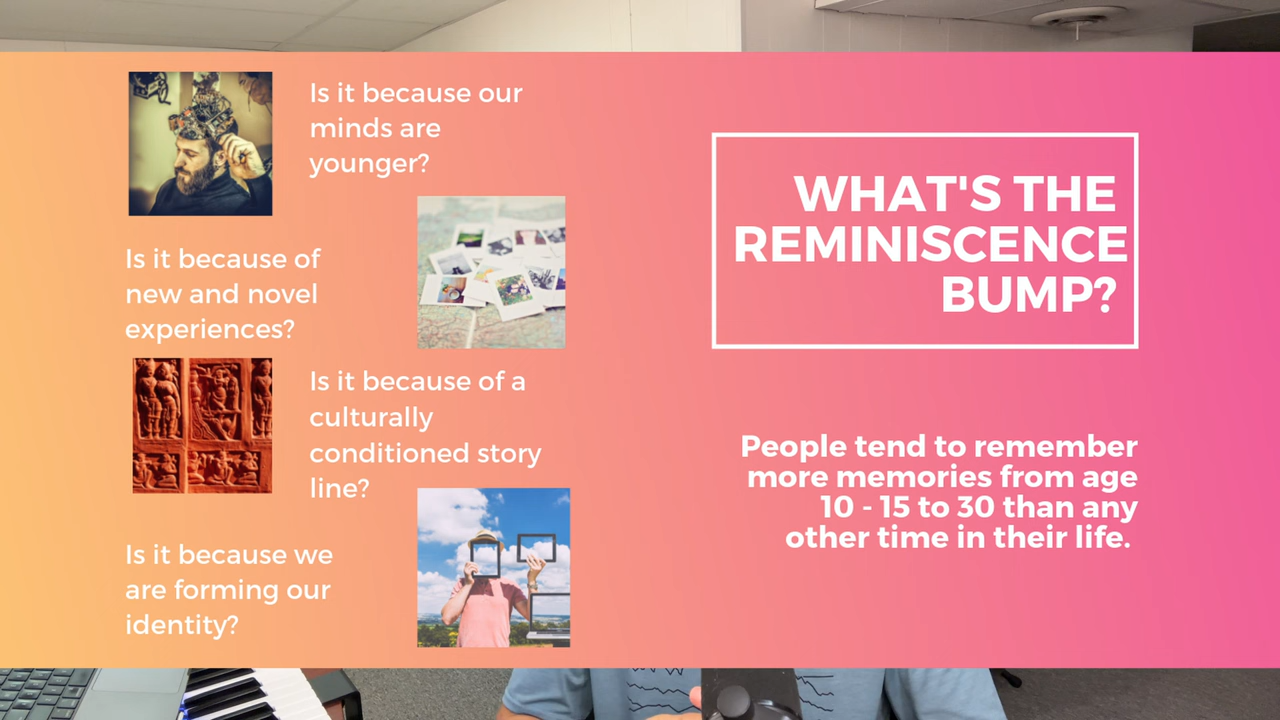 Is it because our
minds are
younger?
Is it because of
new and novel
experiences?
Is it because of a
culturally
conditioned story
line?
Is it because we
are forming our
identity?
WHAT'S THE
REMINISCENCE
BUMP?
People tend to remember
more memories from age
10 - 15 to 30 than any
other time in their life.